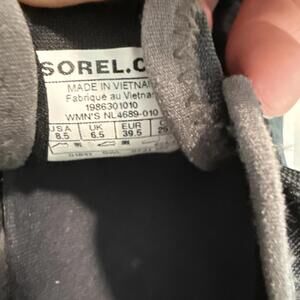 SOREL.C
MADE IN VIETNAM
Fabriqué au Vietnam
1986301010
WMN'S NL4689-010
USA UK EUR
8.5 6.5 39.5